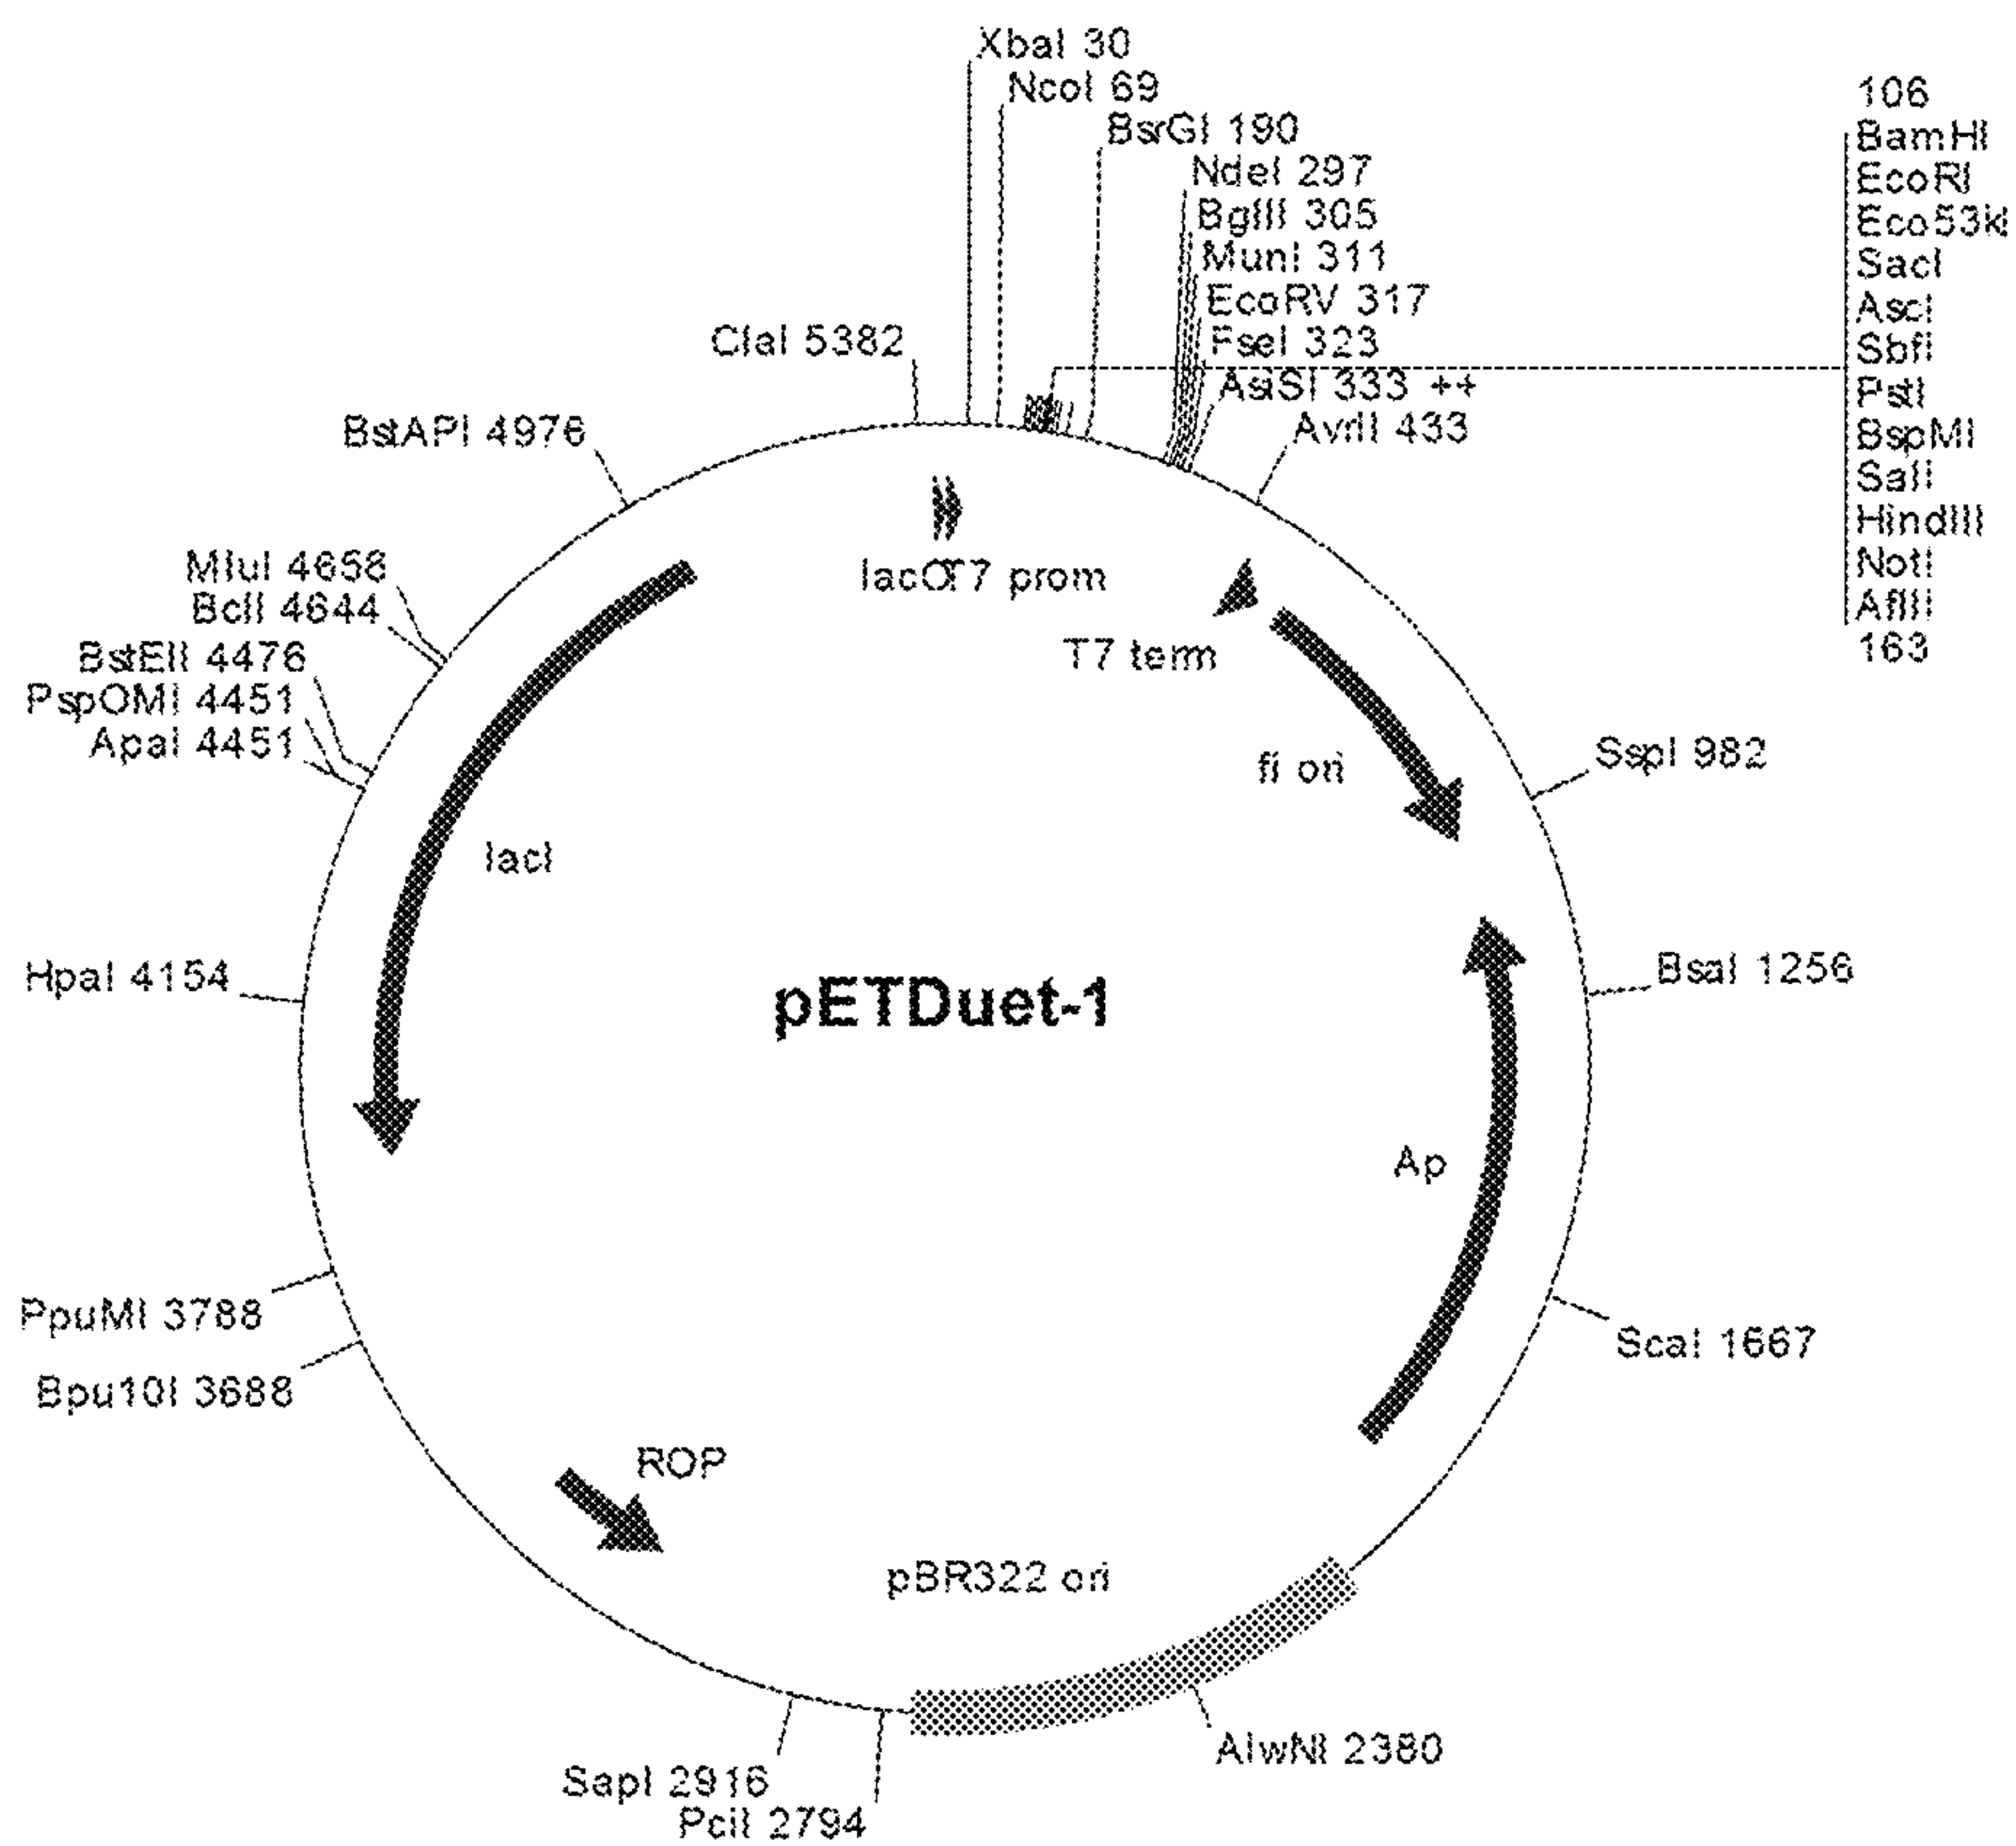 XbaI 30
NcoI 69
BsrGI 190
NdeI 297
BglII 305
MunI 311
EcoRV 317
FseI 323
AsiSI 333 ++
AvrII 433
106
BamHI
EcoRI
Eco53kI
SacI
AscI
SbfI
PstI
BspMI
SalI
HindIII
NotI
AflII
163
ClaI 5382
BstAPI 4976
MluI 4658
BclI 4644
BstEII 4476
PspOMI 4451
ApaI 4451
HpaI 4154
PpuMI 3788
Bpu10I 3688
lacO T7 prom
T7 term
fi ori
lacI
pETDuet-1
Ap
ROP
pBR322 ori
SspI 982
BsaI 1256
ScaI 1667
AlwNI 2380
SapI 2916
PciI 2794